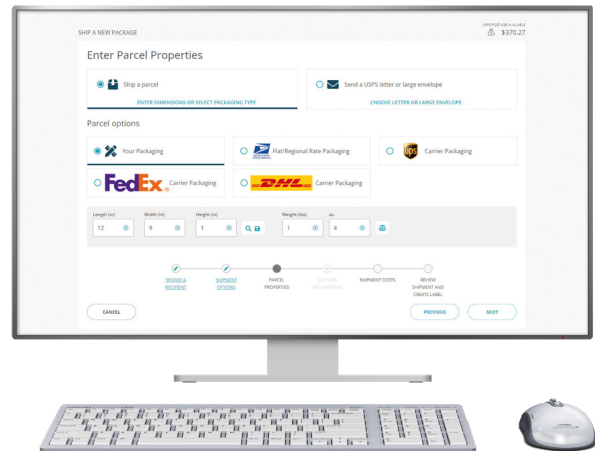 USPS POSTAGE AVAILABLE
SHIP A NEW PACKAGE
$370.27
Enter Parcel Properties
Ship a parcel
Send a USPS letter or large envelope
ENTER DIMENSIONS OR SELECT PACKAGING TYPE
CHOOSE LETTER OR LARGE ENVELOPE
Parcel options
Your Packaging
Flat/Regional Rate Packaging
ups
Carrier Packaging
FedEx
Carrier Packaging
DHL
Carrier Packaging
Length (in)
Width (in)
Height (in)
Weight (lbs)
oz.
12
9
1
1
4
SENDER & RECIPIENT
SHIPMENT OPTIONS
PARCEL PROPERTIES
CUSTOMS DECLARATION
SHIPMENT COSTS
REVIEW SHIPMENT AND CREATE LABEL
CANCEL
PREVIOUS
NEXT